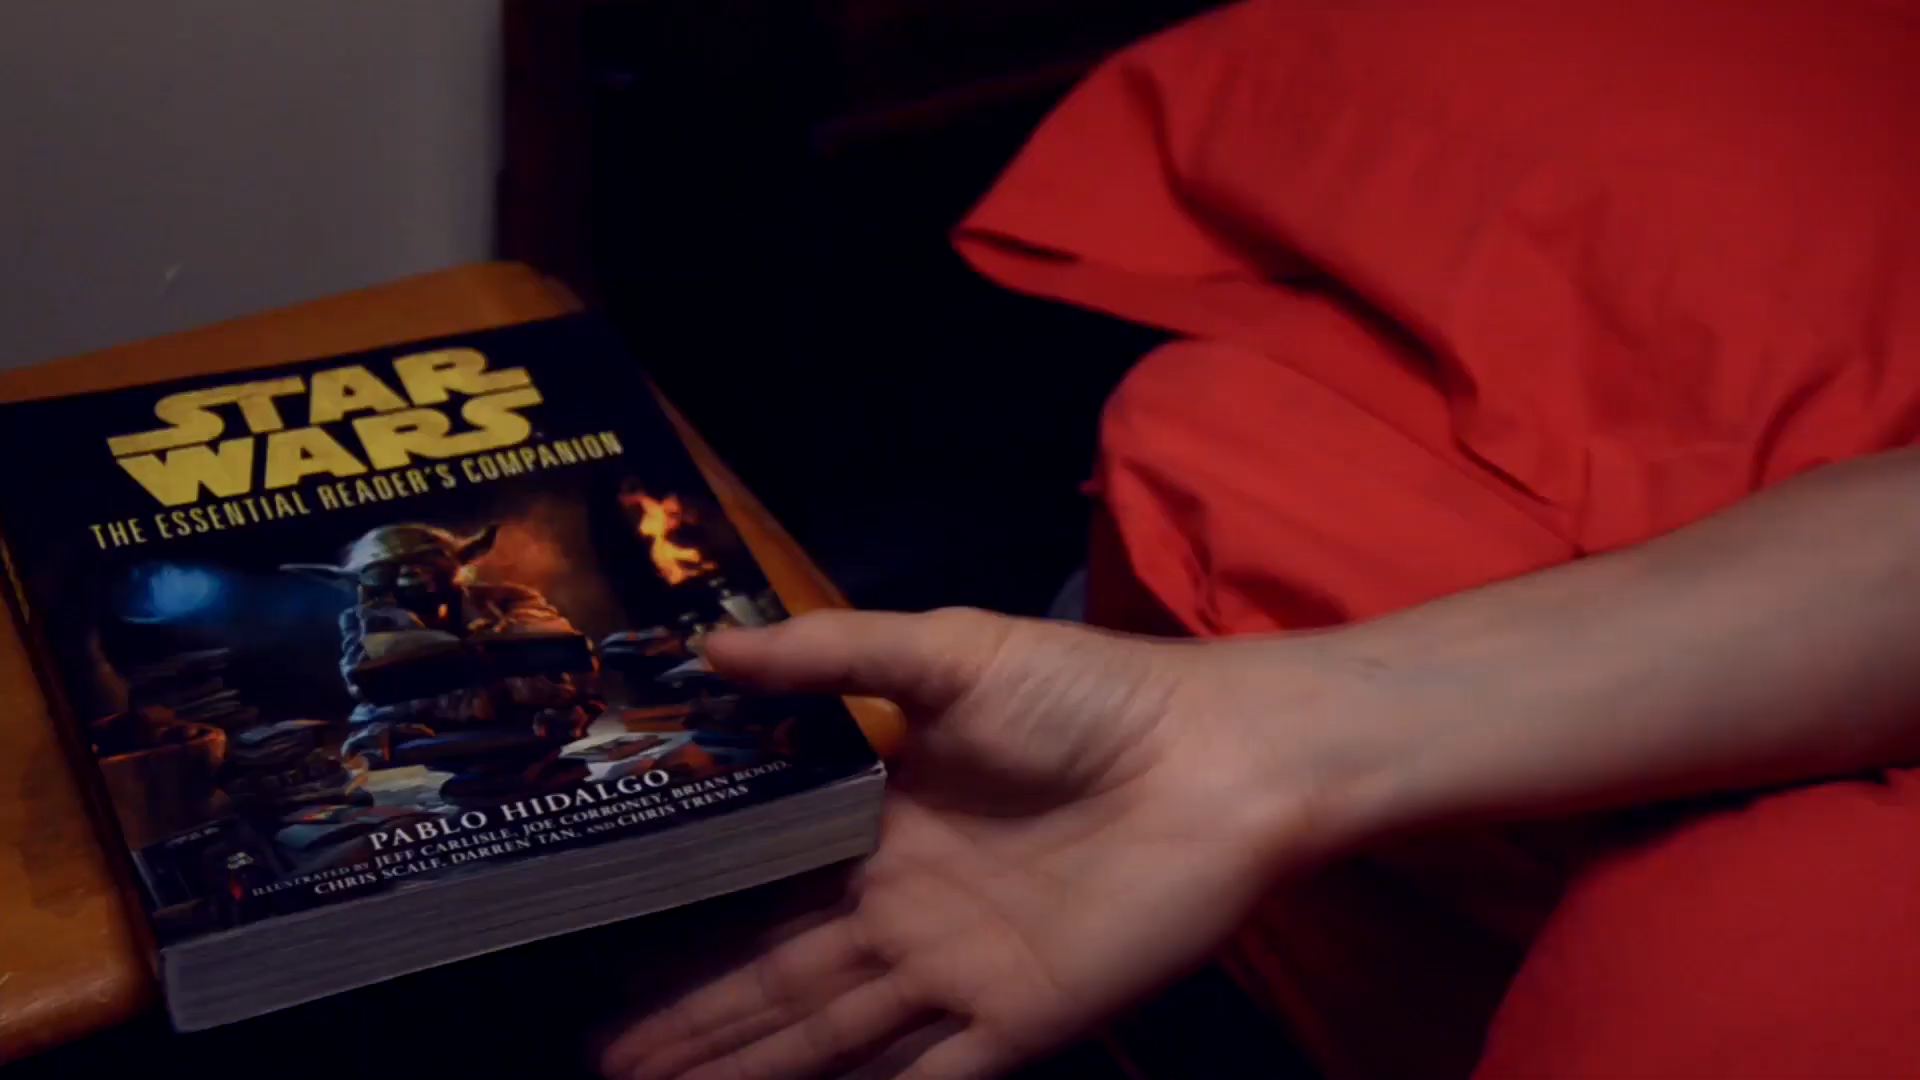 STAR
WARS
THE ESSENTIAL READER'S COMPANION
PABLO HIDALGO
ILLUSTRATED BY JEFF CARLISLE, JOE CORRONEY, BRIAN ROOD,
CHRIS SCALF, DARREN TAN, AND CHRIS TREVAS